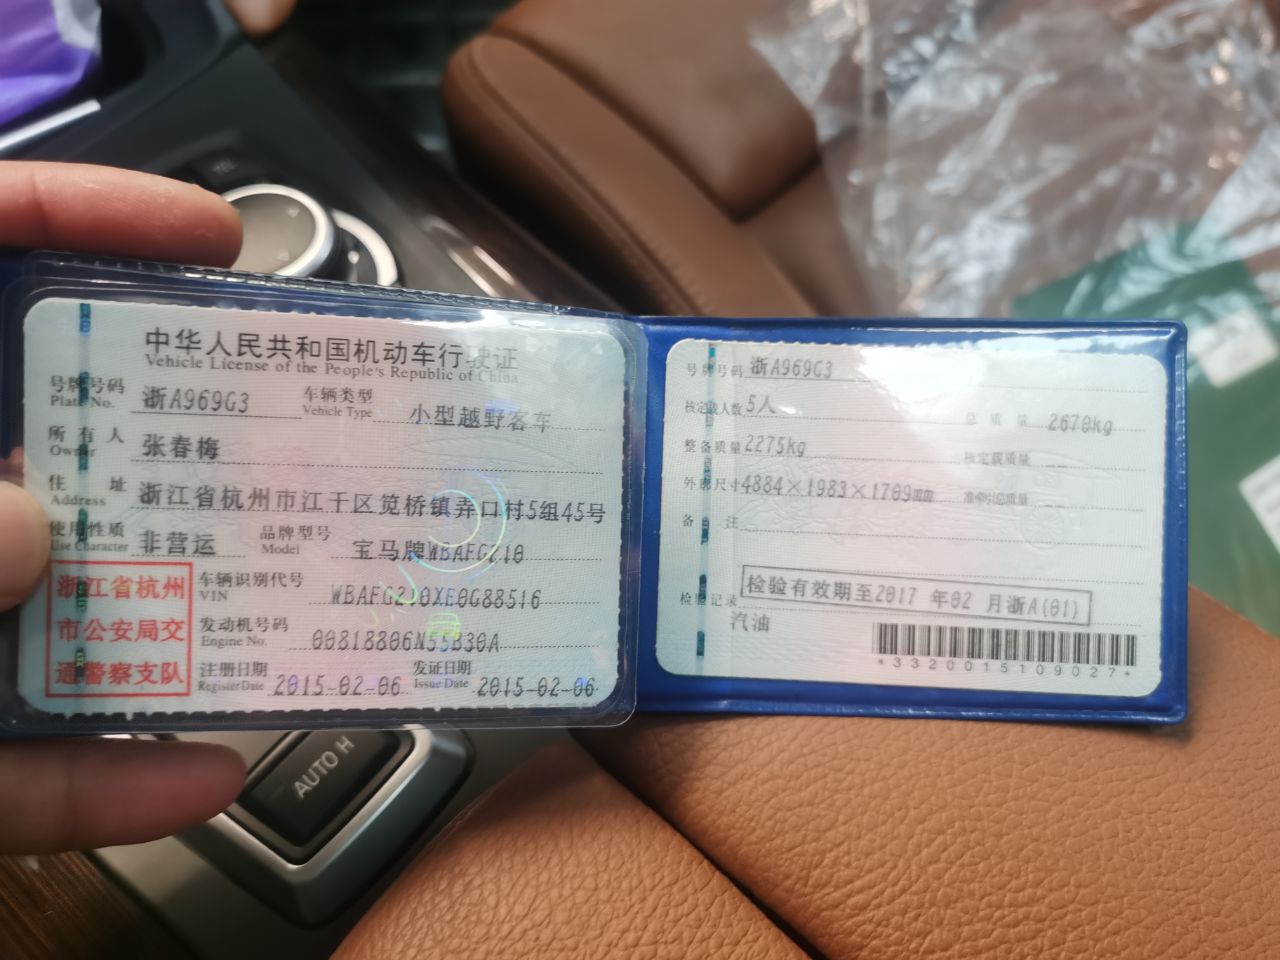 中华人民共和国机动车行驶证
Vehicle License of the People's Republic of China
号牌号码 浙A969G3 车辆类型 小型越野客车
Plate No. Vehicle Type
所有人 张春梅
Owner
住址 浙江省杭州市江干区笕桥镇弄口村5组45号
Address
使用性质 非营运 品牌型号 宝马牌WBAFG210
Use Character Model
浙江省杭州
市公安局交
通警察支队
车辆识别代号 WBAFG210XE0G88516
VIN
发动机号码 00818806N55B30A
Engine No.
注册日期 2015-02-06 发证日期 2015-02-06
Register Date Issue Date
号牌号码 浙A969G3
核定载人数 5人 总质量 2670kg
整备质量 2275kg 核定载质量 --
外廓尺寸 4884×1983×1709mm 准牵引总质量 --
备注
检验有效期至2017年02月浙A(01)
检验记录
汽油
*3320015109027*
AUTO H